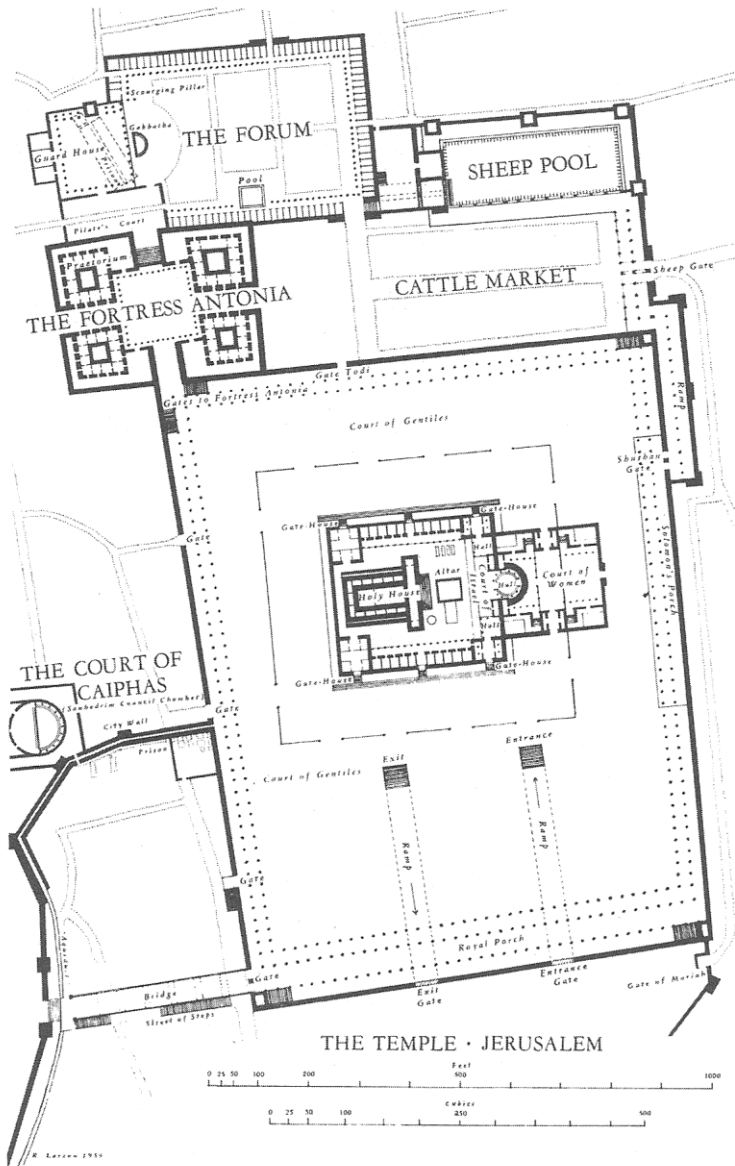 Scourging Pillar
Gabbatha
THE FORUM
Guard House
SHEEP POOL
Pool
Pilate's Court
Praetorium
CATTLE MARKET
Sheep Gate
THE FORTRESS ANTONIA
Gate Todi
Gates to Fortress Antonia
Ramp
Court of Gentiles
Shushan
Gate
Gate-House
Gate-House
Solomon's Porch
Gate
Hall
Altar
Court of Israel
Hall
Court of
Women
Holy House
Hall
THE COURT OF
CAIPHAS
(Sanhedrim Council Chamber)
Gate-House
Gate-House
City Wall
Gate
Prison
Exit
Entrance
Court of Gentiles
Ramp
Ramp
Gate
Royal Porch
Gate
Bridge
Street of Steps
Exit
Gate
Entrance
Gate
Gate of Moriah
THE TEMPLE · JERUSALEM
Feet
0 25 50 100 200 500 1000
Cubits
0 25 50 100 250 500